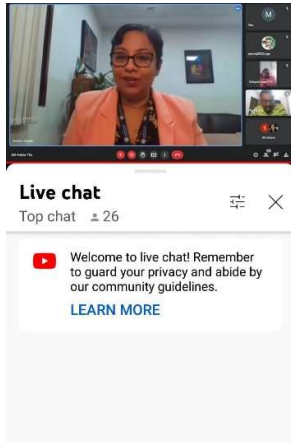 M
Live chat
Top chat 26
Welcome to live chat! Remember
to guard your privacy and abide by
our community guidelines.
LEARN MORE